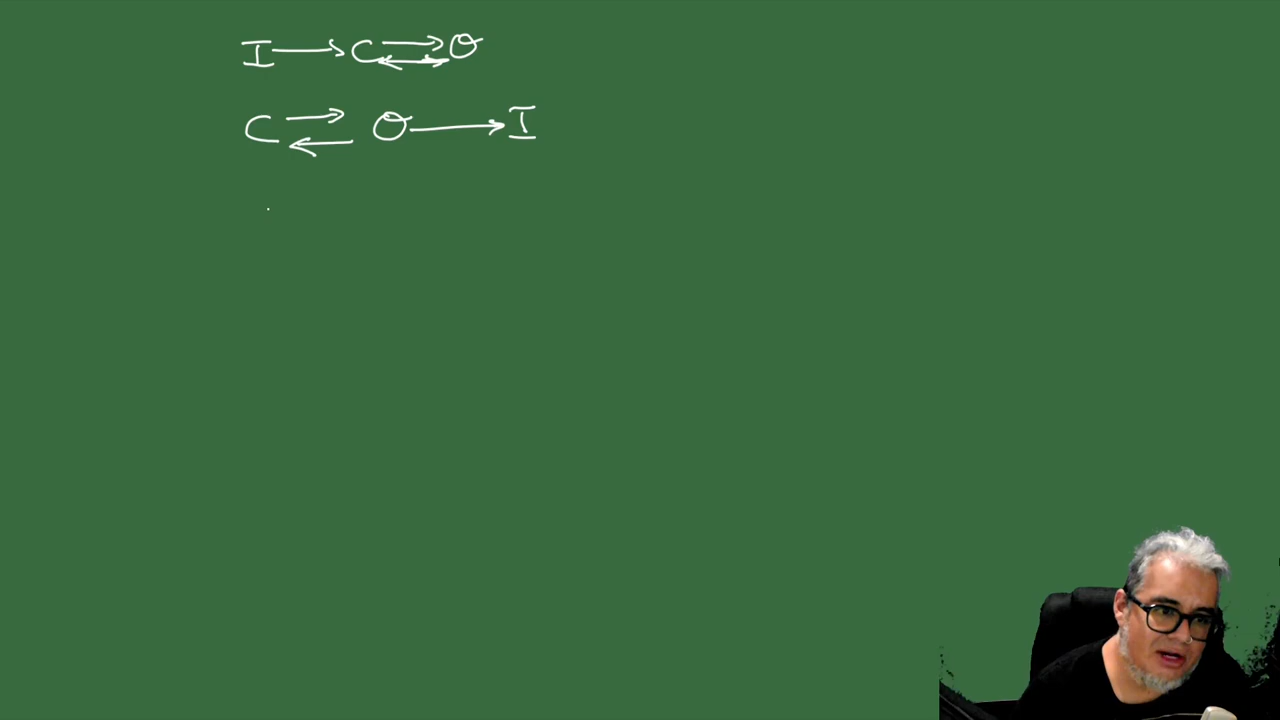 I → C ⇄ O
C ⇄ O → I